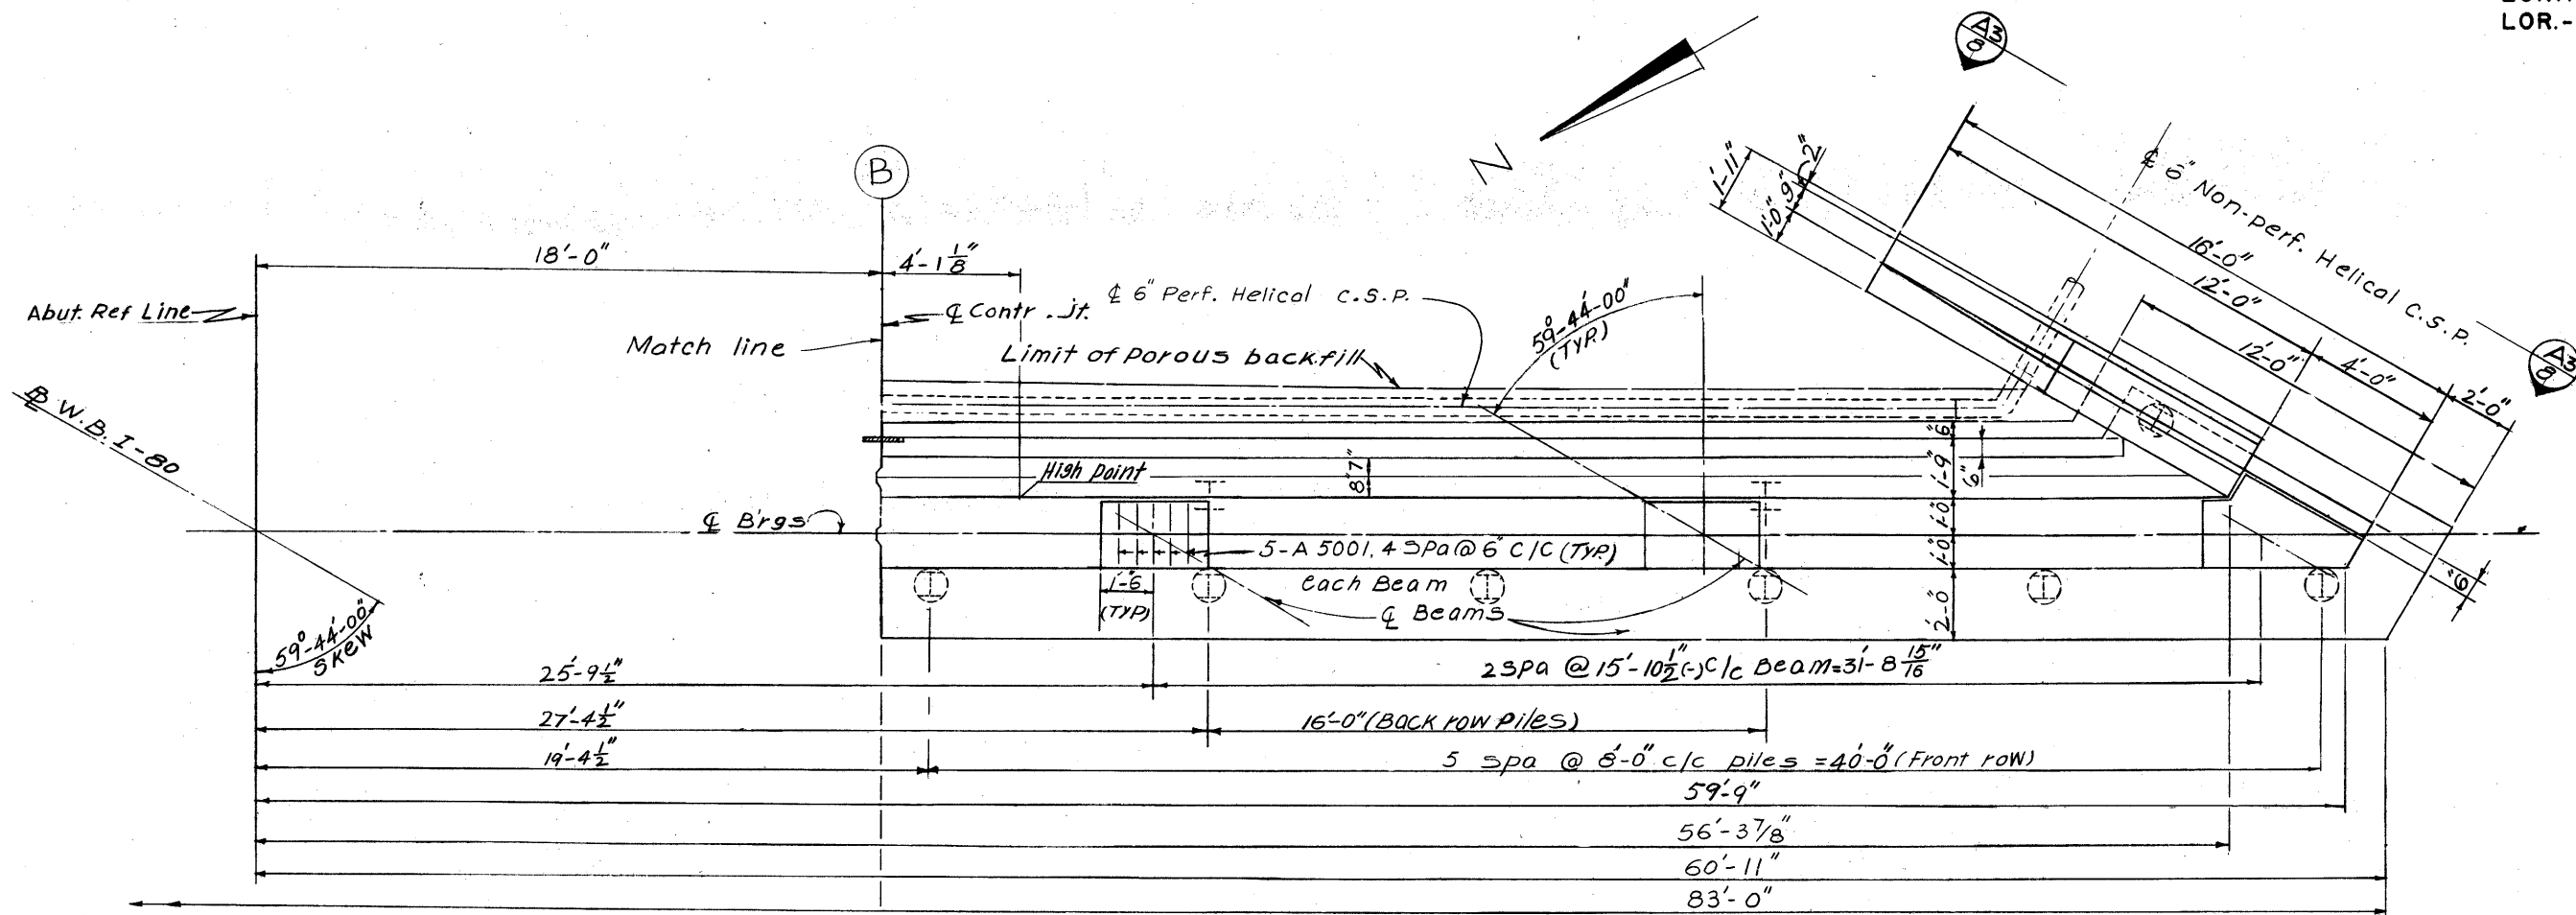 LOR.-
A3
8
B
N
18'-0"
4'-1 1/8"
Abut. Ref Line
℄ Contr. jt.
Match line
℄ 6" Perf. Helical C.S.P.
Limit of Porous backfill
59°-44'-00"
(TYP.)
1'-11"
1'-0"
9"
2"
℄ 6" Non-perf. Helical C.S.P.
16'-0"
12'-0"
12'-0"
4'-0"
2'-0"
A3
8
W.B. I-80
High Point
8"
7"
6"
1'-9"
6"
1'-0"
1'-0"
2'-0"
6"
℄ Brgs
5-A 5001, 4 Spa @ 6" C/C (TYP.)
each Beam
℄ Beams
1'-6
(TYP.)
59°-44'-00"
SKEW
25'-9 1/2"
2 Spa @ 15'-10 1/2"(-) C/c Beam = 31'-8 15/16"
27'-4 1/2"
16'-0" (Back row Piles)
19'-4 1/2"
5 spa @ 8'-0" c/c piles = 40'-0" (Front row)
59'-9"
56'-3 7/8"
60'-11"
83'-0"